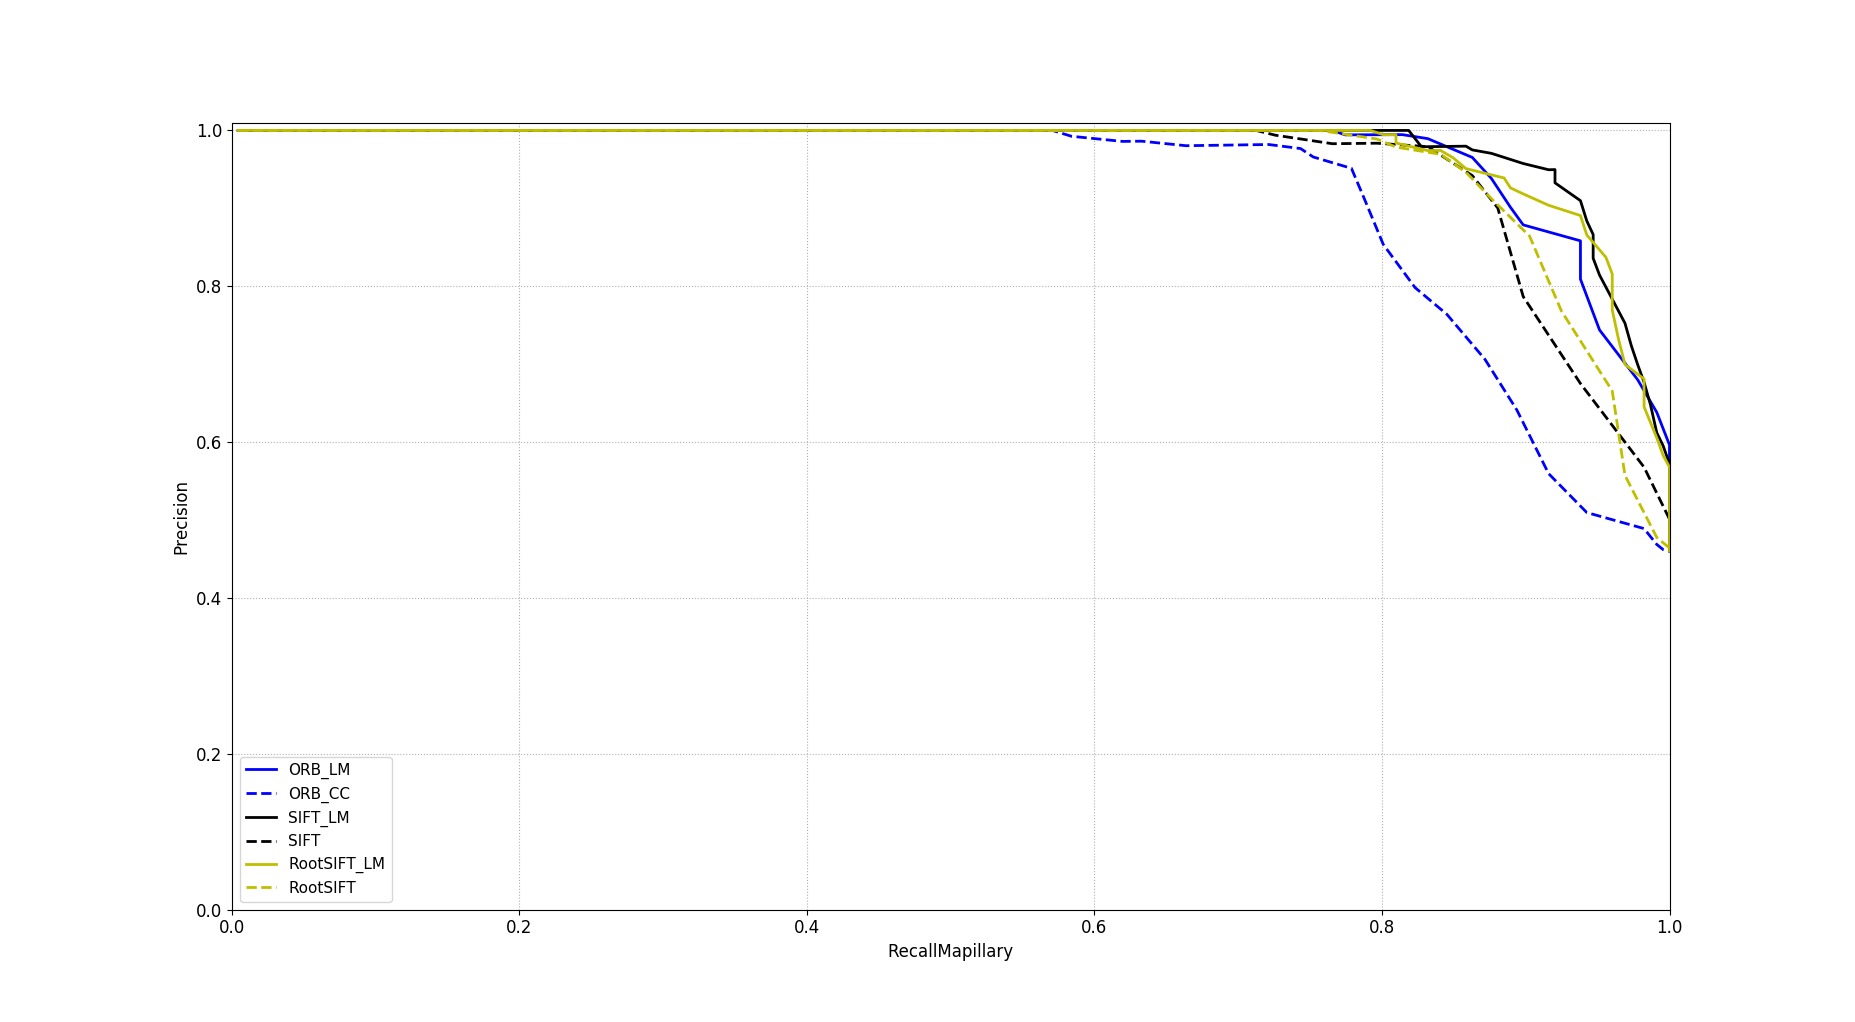 1.0
0.8
0.6
0.4
0.2
0.0
Precision
ORB_LM
ORB_CC
SIFT_LM
SIFT
RootSIFT_LM
RootSIFT
0.0 0.2 0.4 0.6 0.8 1.0
RecallMapillary